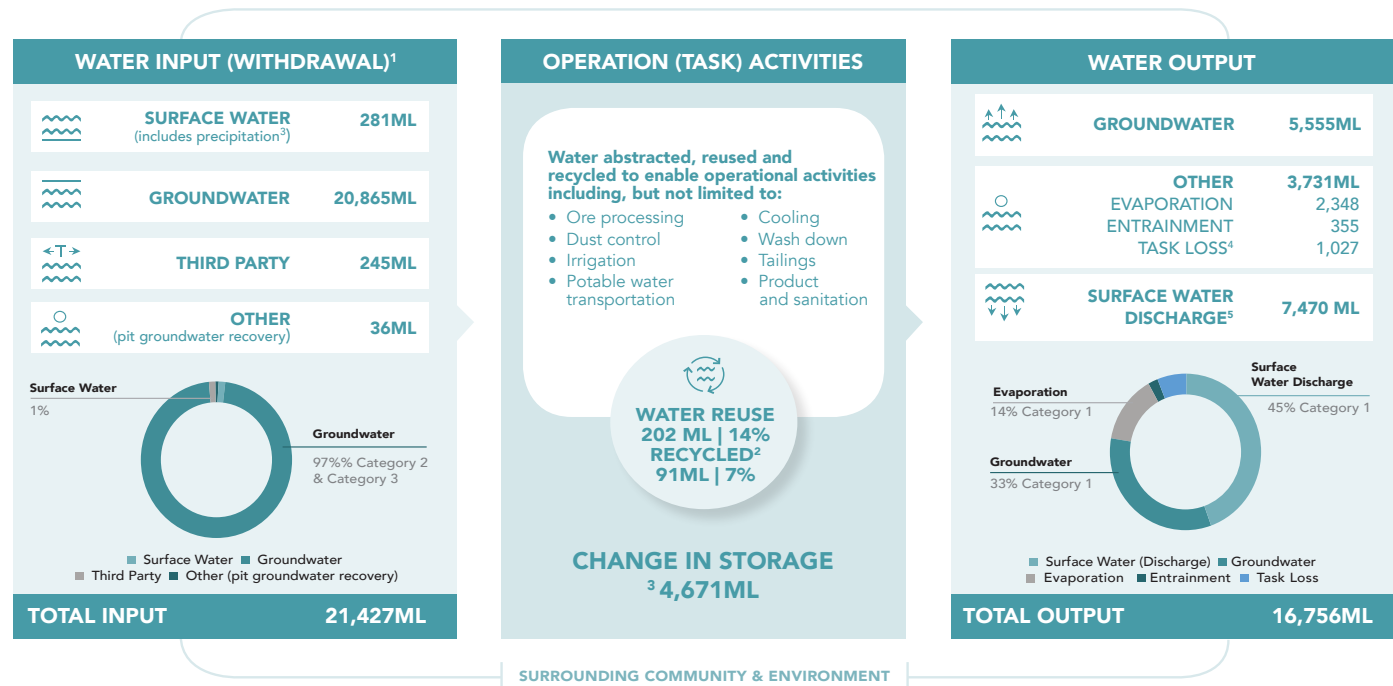 WATER INPUT (WITHDRAWAL)¹
SURFACE WATER 281ML
(includes precipitation³)
GROUNDWATER 20,865ML
T
THIRD PARTY 245ML
OTHER
(pit groundwater recovery) 36ML
Surface Water
1%
Groundwater
97%% Category 2
& Category 3
Surface Water Groundwater
Third Party Other (pit groundwater recovery)
TOTAL INPUT 21,427ML
OPERATION (TASK) ACTIVITIES
Water abstracted, reused and
recycled to enable operational activities
including, but not limited to:
• Ore processing
• Dust control
• Irrigation
• Potable water
transportation
• Cooling
• Wash down
• Tailings
• Product
and sanitation
WATER REUSE
202 ML | 14%
RECYCLED²
91ML | 7%
CHANGE IN STORAGE
³ 4,671ML
WATER OUTPUT
GROUNDWATER 5,555ML
OTHER 3,731ML
EVAPORATION 2,348
ENTRAINMENT 355
TASK LOSS⁴ 1,027
SURFACE WATER
DISCHARGE⁵ 7,470 ML
Surface
Water Discharge
45% Category 1
Evaporation
14% Category 1
Groundwater
33% Category 1
Surface Water (Discharge) Groundwater
Evaporation Entrainment Task Loss
TOTAL OUTPUT 16,756ML
SURROUNDING COMMUNITY & ENVIRONMENT